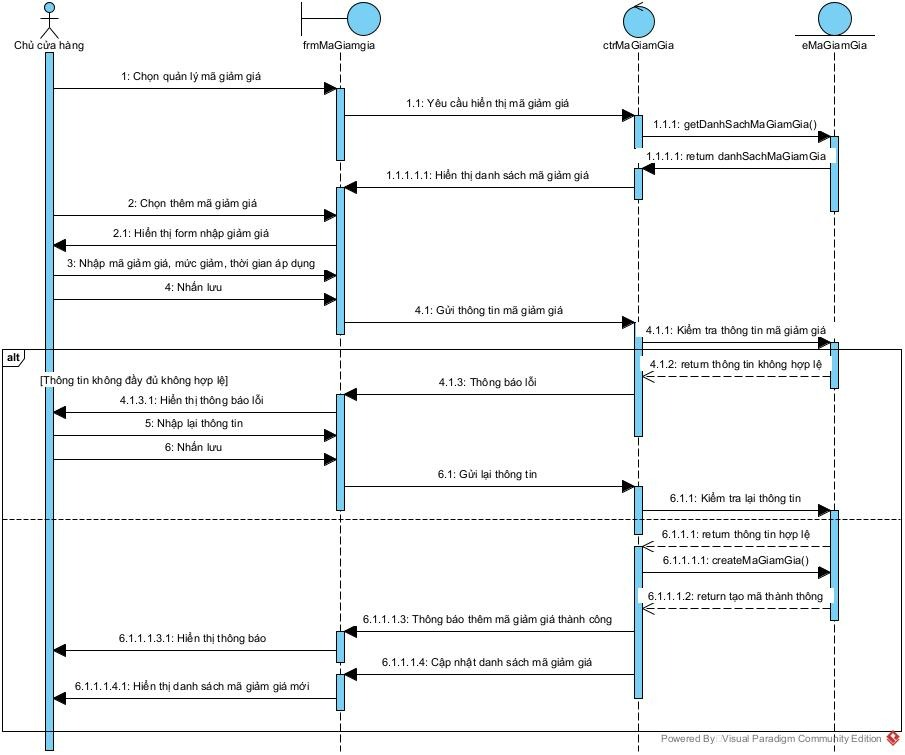 Chủ cửa hàng
frmMaGiamgia
ctrMaGiamGia
eMaGiamGia
1: Chọn quản lý mã giảm giá
1.1: Yêu cầu hiển thị mã giảm giá
1.1.1: getDanhSachMaGiamGia()
1.1.1.1: return danhSachMaGiamGia
1.1.1.1.1: Hiển thị danh sách mã giảm giá
2: Chọn thêm mã giảm giá
2.1: Hiển thị form nhập giảm giá
3: Nhập mã giảm giá, mức giảm, thời gian áp dụng
4: Nhấn lưu
4.1: Gửi thông tin mã giảm giá
4.1.1: Kiểm tra thông tin mã giảm giá
alt
4.1.2: return thông tin không hợp lệ
[Thông tin không đầy đủ không hợp lệ]
4.1.3: Thông báo lỗi
4.1.3.1: Hiển thị thông báo lỗi
5: Nhập lại thông tin
6: Nhấn lưu
6.1: Gửi lại thông tin
6.1.1: Kiểm tra lại thông tin
6.1.1.1: return thông tin hợp lệ
6.1.1.1.1: createMaGiamGia()
6.1.1.1.2: return tạo mã thành thông
6.1.1.1.3: Thông báo thêm mã giảm giá thành công
6.1.1.1.3.1: Hiển thị thông báo
6.1.1.1.4: Cập nhật danh sách mã giảm giá
6.1.1.1.4.1: Hiển thị danh sách mã giảm giá mới
Powered By Visual Paradigm Community Edition